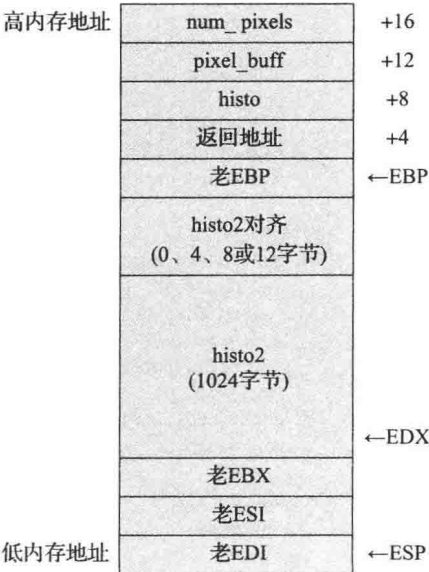 高内存地址 num_ pixels +16
pixel_buff +12
histo +8
返回地址 +4
老EBP ←EBP
histo2对齐
(0、4、8或12字节)
histo2
(1024字节)
←EDX
老EBX
老ESI
低内存地址 老EDI ←ESP